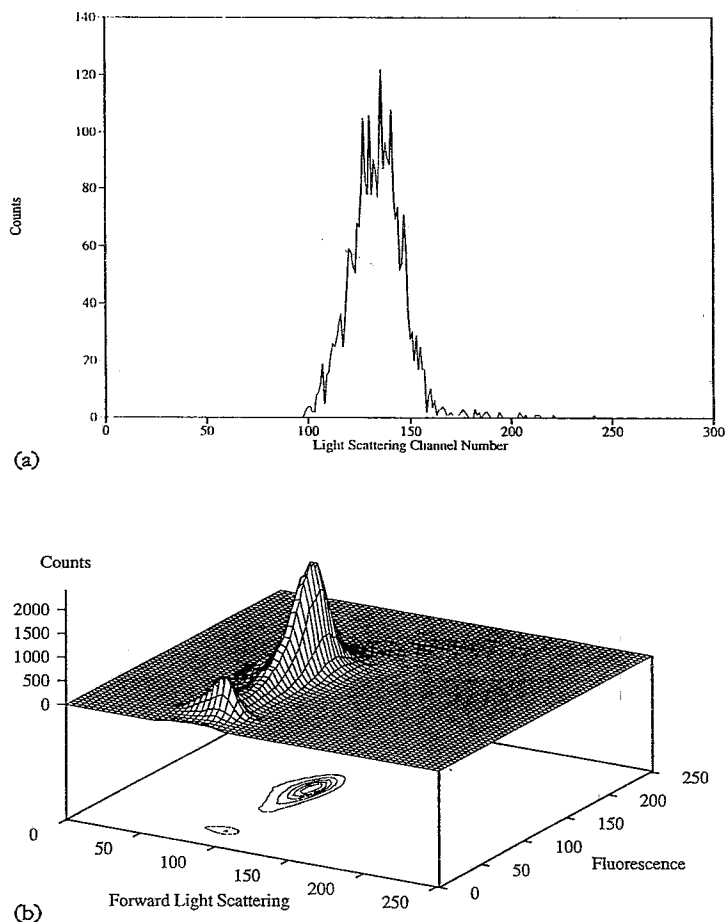 140
120
100
80
60
40
20
0
Counts
0 50 100 150 200 250 300
Light Scattering Channel Number
(a)
Counts
2000
1500
1000
500
0
0 50 100 150 200 250
Forward Light Scattering
0 50 100 150 200 250
Fluorescence
(b)